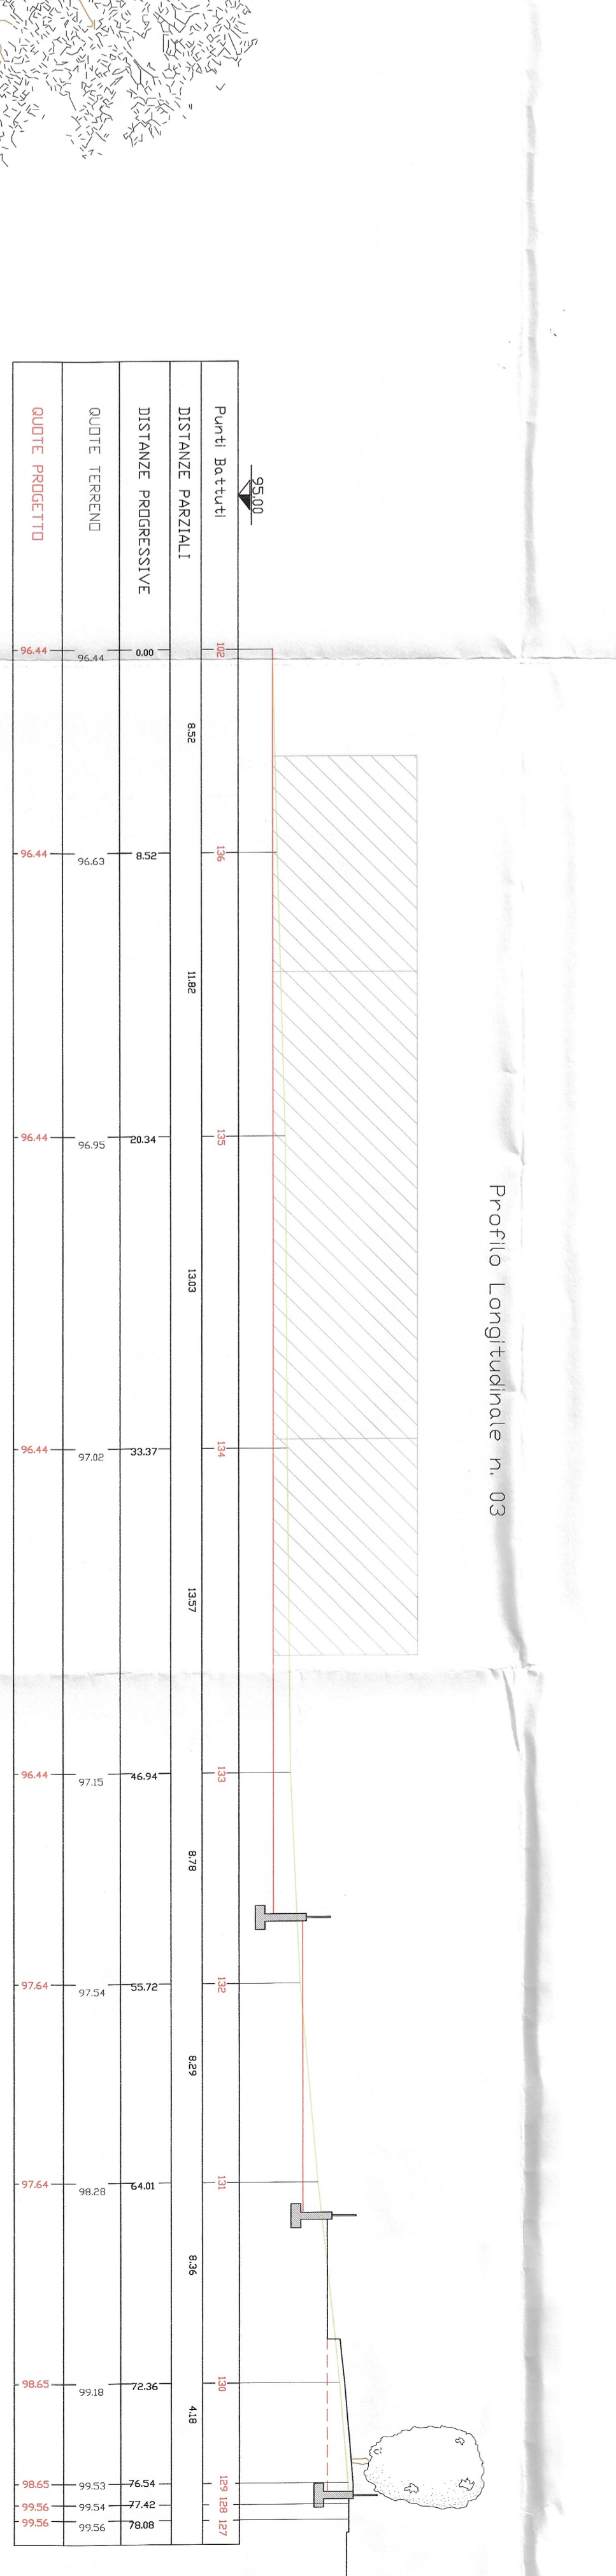 Profilo Longitudinale n. 03
95.00
Punti Battuti 102 136 135 134 133 132 131 130 129 128 127
DISTANZE PARZIALI 8.52 11.82 13.03 13.57 8.78 8.29 8.36 4.18
DISTANZE PROGRESSIVE 0.00 8.52 20.34 33.37 46.94 55.72 64.01 72.36 76.54 77.42 78.08
QUOTE TERRENO 96.44 96.63 96.95 97.02 97.15 97.54 98.28 99.18 99.53 99.54 99.56
QUOTE PROGETTO 96.44 96.44 96.44 96.44 96.44 97.64 97.64 98.65 98.65 99.56 99.56